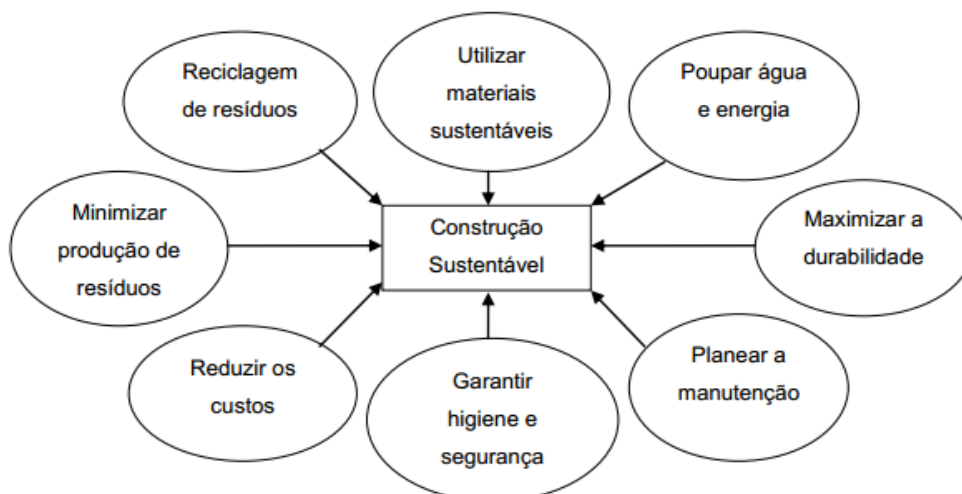 Reciclagem
de resíduos
Utilizar
materiais
sustentáveis
Poupar água
e energia
Minimizar
produção de
resíduos
Construção
Sustentável
Maximizar a
durabilidade
Reduzir os
custos
Garantir
higiene e
segurança
Planear a
manutenção